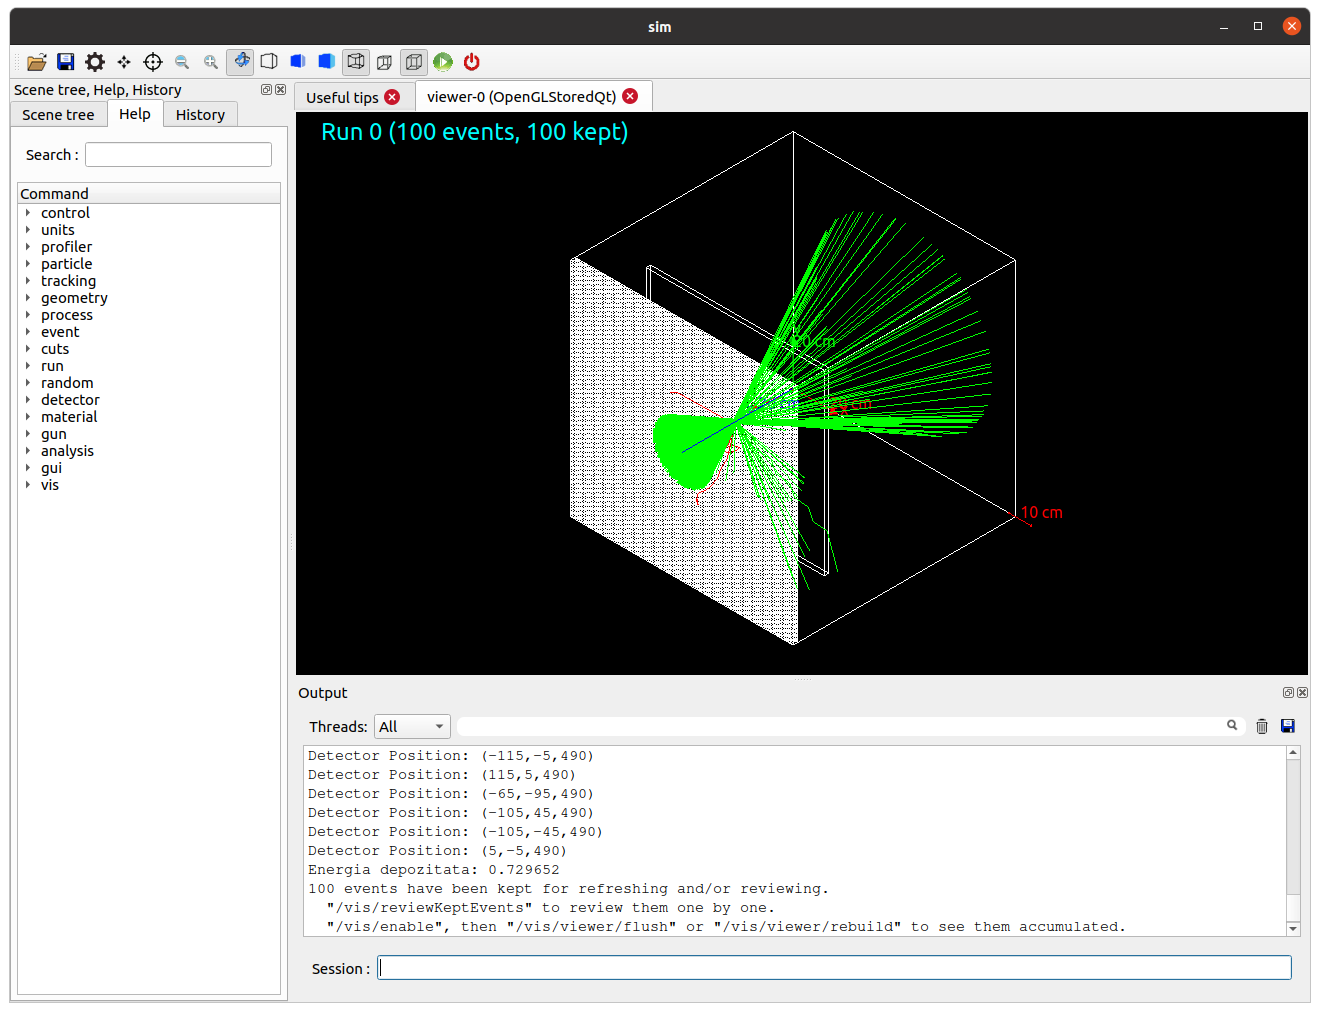 sim
Scene tree, Help, History
Useful tips
viewer-0 (OpenGLStoredQt)
Scene tree
Help
History
Run 0 (100 events, 100 kept)
Search :
Command
control
units
profiler
particle
tracking
geometry
process
event
cuts
run
random
detector
material
gun
analysis
gui
vis
10 cm
Output
Threads:
All
Detector Position: (-115,-5,490)
Detector Position: (115,5,490)
Detector Position: (-65,-95,490)
Detector Position: (-105,45,490)
Detector Position: (-105,-45,490)
Detector Position: (5,-5,490)
Energia depozitata: 0.729652
100 events have been kept for refreshing and/or reviewing.
"/vis/reviewKeptEvents" to review them one by one.
"/vis/enable", then "/vis/viewer/flush" or "/vis/viewer/rebuild" to see them accumulated.
Session :